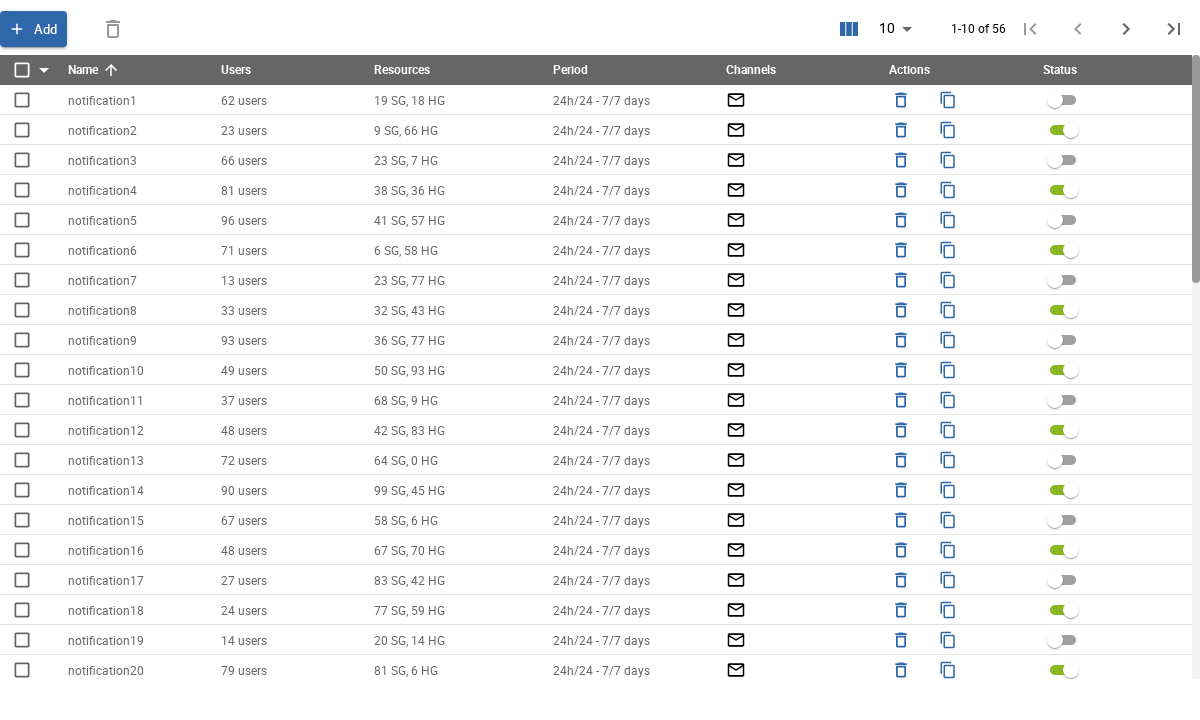 Add 10 1-10 of 56
Name Users Resources Period Channels Actions Status
notification1 62 users 19 SG, 18 HG 24h/24 - 7/7 days
notification2 23 users 9 SG, 66 HG 24h/24 - 7/7 days
notification3 66 users 23 SG, 7 HG 24h/24 - 7/7 days
notification4 81 users 38 SG, 36 HG 24h/24 - 7/7 days
notification5 96 users 41 SG, 57 HG 24h/24 - 7/7 days
notification6 71 users 6 SG, 58 HG 24h/24 - 7/7 days
notification7 13 users 23 SG, 77 HG 24h/24 - 7/7 days
notification8 33 users 32 SG, 43 HG 24h/24 - 7/7 days
notification9 93 users 36 SG, 77 HG 24h/24 - 7/7 days
notification10 49 users 50 SG, 93 HG 24h/24 - 7/7 days
notification11 37 users 68 SG, 9 HG 24h/24 - 7/7 days
notification12 48 users 42 SG, 83 HG 24h/24 - 7/7 days
notification13 72 users 64 SG, 0 HG 24h/24 - 7/7 days
notification14 90 users 99 SG, 45 HG 24h/24 - 7/7 days
notification15 67 users 58 SG, 6 HG 24h/24 - 7/7 days
notification16 48 users 67 SG, 70 HG 24h/24 - 7/7 days
notification17 27 users 83 SG, 42 HG 24h/24 - 7/7 days
notification18 24 users 77 SG, 59 HG 24h/24 - 7/7 days
notification19 14 users 20 SG, 14 HG 24h/24 - 7/7 days
notification20 79 users 81 SG, 6 HG 24h/24 - 7/7 days